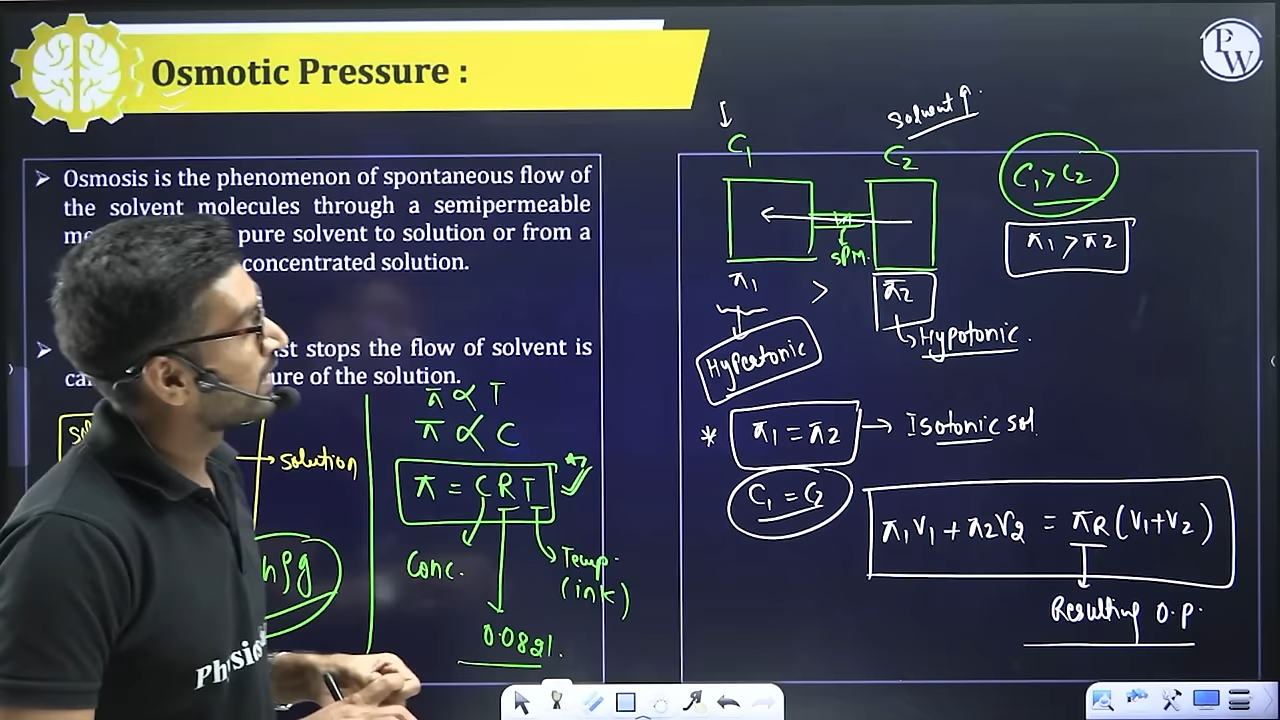 Osmotic Pressure :
PW
Osmosis is the phenomenon of spontaneous flow of
the solvent molecules through a semipermeable
pure solvent to solution or from a
concentrated solution.
stops the flow of solvent is
of the solution.
solution
hρg
π ∝ T
π ∝ C
π = CRT
Conc.
Temp.
(in K)
0.0821.
Solvent ↑.
C₁
C₂
SPM.
π₁ > π₂
Hypertonic
Hypotonic.
C₁ > C₂
π₁ > π₂
* π₁ = π₂ → Isotonic sol.
C₁ = C₂
π₁V₁ + π₂V₂ = πR (V₁+V₂)
Resulting O.P.
Physics